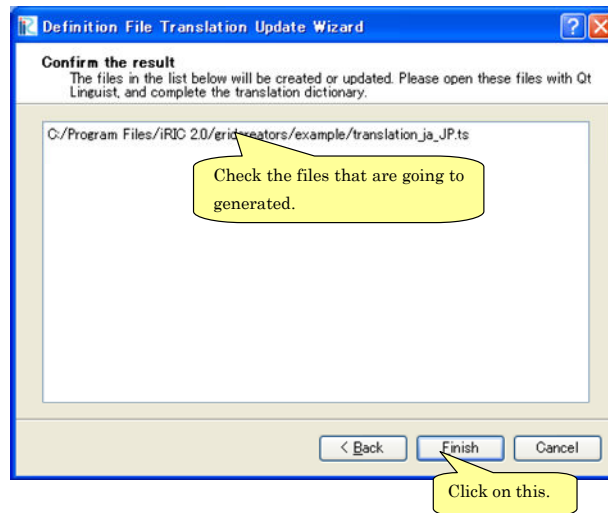 Definition File Translation Update Wizard
Confirm the result
The files in the list below will be created or updated. Please open these files with Qt
Linguist, and complete the translation dictionary.
C:/Program Files/iRIC 2.0/gridcreators/example/translation_ja_JP.ts
Check the files that are going to
generated.
< Back
Finish
Cancel
Click on this.